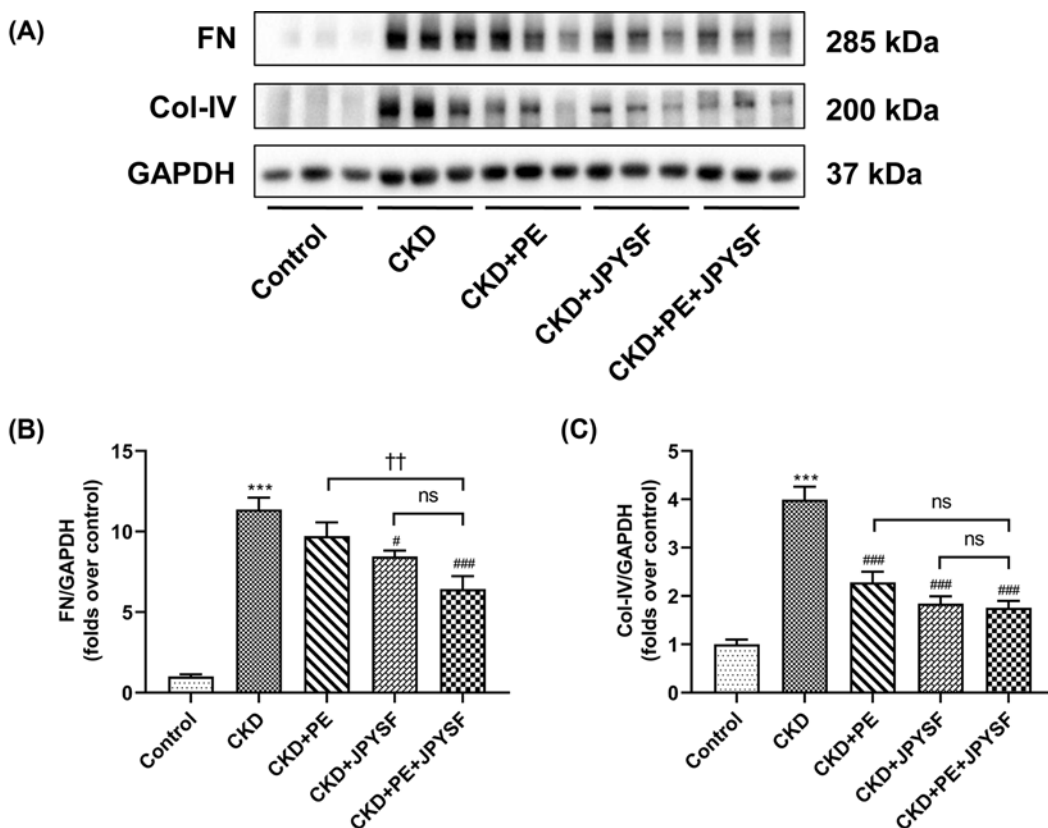 (A)
FN
285 kDa
Col-IV
200 kDa
GAPDH
37 kDa
Control
CKD
CKD+PE
CKD+JPYSF
CKD+PE+JPYSF
(B)
FN/GAPDH
(folds over control)
15
10
5
0
***
#
###
††
ns
Control
CKD
CKD+PE
CKD+JPYSF
CKD+PE+JPYSF
(C)
Col-IV/GAPDH
(folds over control)
5
4
3
2
1
0
***
###
###
###
ns
ns
Control
CKD
CKD+PE
CKD+JPYSF
CKD+PE+JPYSF